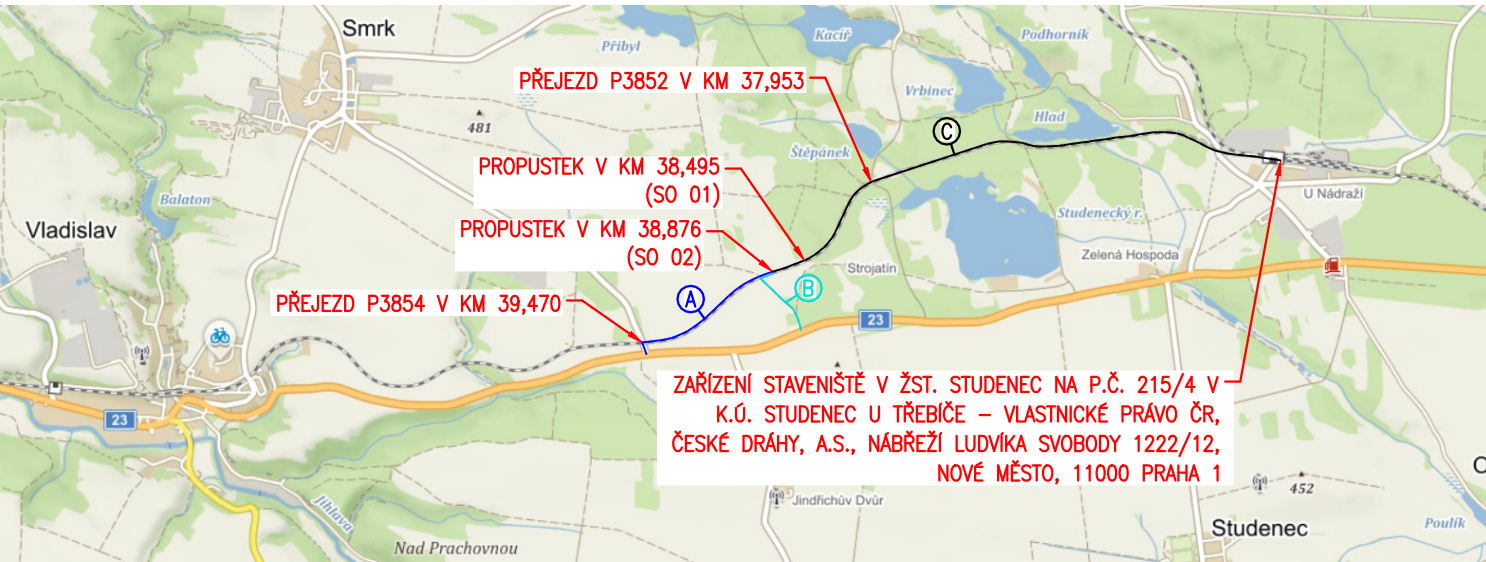 Smrk
Přibyl
Kacíř
Podhorník
PŘEJEZD P3852 V KM 37,953
Vrbinec
481
Hlad
C
Štěpánek
PROPUSTEK V KM 38,495
(SO 01)
U Nádraží
Balaton
Vladislav
Studenecký r.
PROPUSTEK V KM 38,876
(SO 02)
Zelená Hospoda
Strojatín
A
B
PŘEJEZD P3854 V KM 39,470
23
ZAŘÍZENÍ STAVENIŠTĚ V ŽST. STUDENEC NA P.Č. 215/4 V
K.Ú. STUDENEC U TŘEBÍČE – VLASTNICKÉ PRÁVO ČR,
ČESKÉ DRÁHY, A.S., NÁBŘEŽÍ LUDVÍKA SVOBODY 1222/12,
NOVÉ MĚSTO, 11000 PRAHA 1
23
Jihlava
Jindřichův Dvůr
452
Studenec
Poulík
Nad Prachovnou